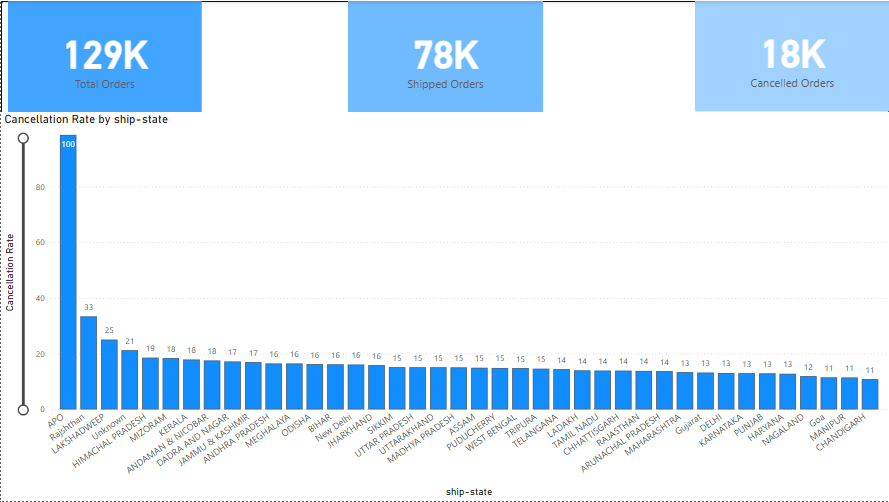 129K
Total Orders
78K
Shipped Orders
18K
Cancelled Orders
Cancellation Rate by ship-state
Cancellation Rate
80
60
40
20
0
100
33
25
21
19
18
18
18
17
17
16
16
16
16
16
16
15
15
15
15
15
15
15
15
14
14
14
14
14
14
13
13
13
13
13
13
12
11
11
11
APO
Rajshthan
LAKSHADWEEP
Unknown
HIMACHAL PRADESH
MIZORAM
KERALA
ANDAMAN & NICOBAR
DADRA AND NAGAR
JAMMU & KASHMIR
ANDHRA PRADESH
MEGHALAYA
ODISHA
BIHAR
New Delhi
JHARKHAND
SIKKIM
UTTAR PRADESH
UTTARAKHAND
MADHYA PRADESH
ASSAM
PUDUCHERRY
WEST BENGAL
TRIPURA
TELANGANA
LADAKH
TAMIL NADU
CHHATTISGARH
RAJASTHAN
ARUNACHAL PRADESH
MAHARASHTRA
Gujarat
DELHI
KARNATAKA
PUNJAB
HARYANA
NAGALAND
Goa
MANIPUR
CHANDIGARH
ship-state